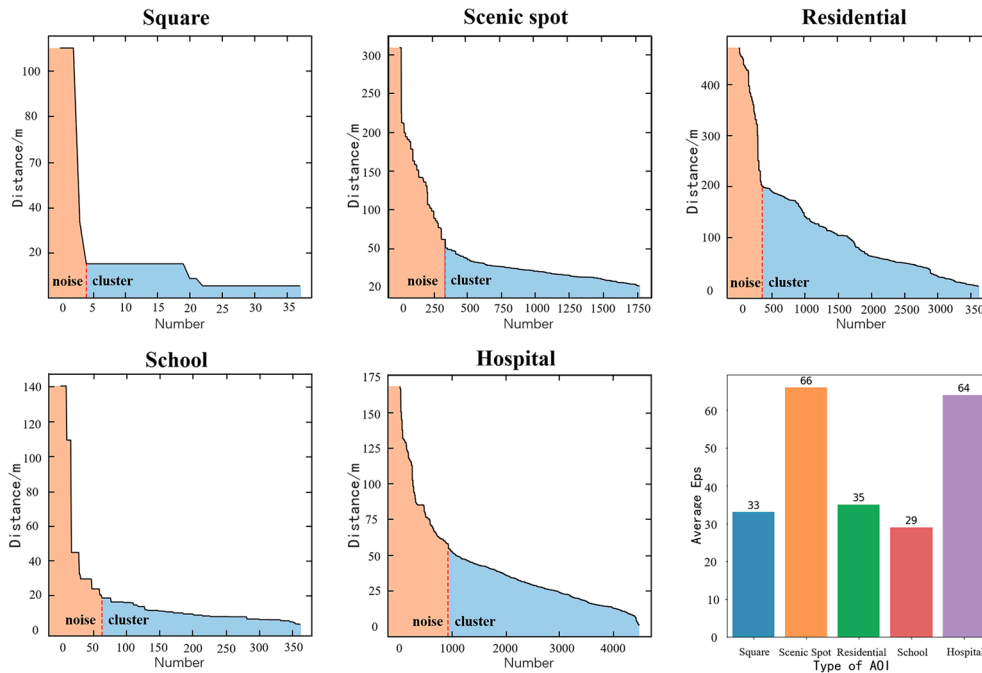 Square
Distance/m
100
80
70
40
20
noise
cluster
0
5
10
15
20
25
30
35
Number
Scenic spot
Distance/m
300
250
200
150
100
50
20
noise
cluster
0
250
500
750
1000
1250
1500
1750
Number
Residential
Distance/m
400
300
200
100
0
noise
cluster
0
500
1000
1500
2000
2500
3000
Number
School
Distance/m
140
120
100
80
60
40
20
0
noise
cluster
0
50
100
150
200
250
300
350
Number
Hospital
Distance/m
175
150
125
100
75
50
25
0
noise
cluster
0
1000
2000
3000
4000
Number
Average Eps
60
40
30
0
33
66
35
29
64
Square
Scenic Spot
Residential
School
Hospital
Type of AOI